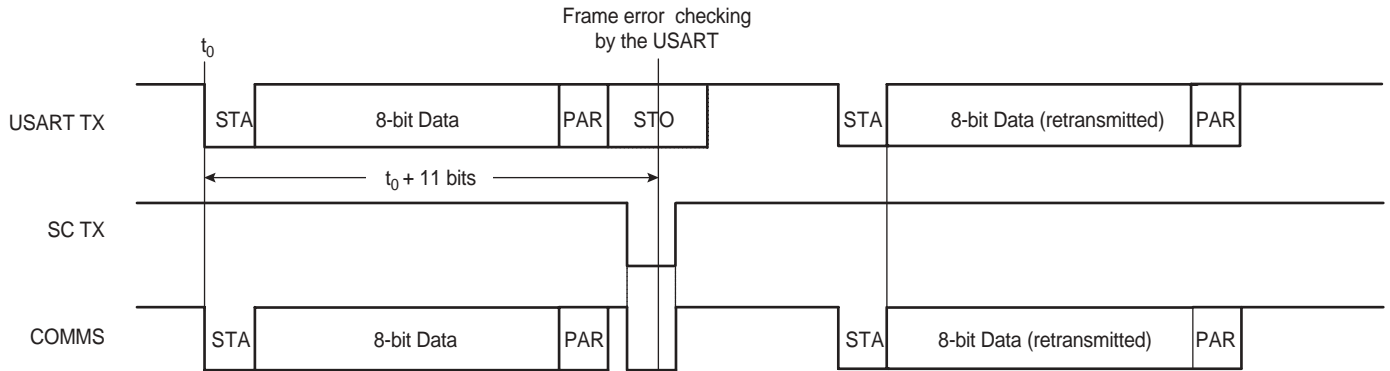 Frame error checking
by the USART
t₀
USART TX
STA
8-bit Data
PAR
STO
STA
8-bit Data (retransmitted)
PAR
t₀ + 11 bits
SC TX
COMMS
STA
8-bit Data
PAR
STA
8-bit Data (retransmitted)
PAR